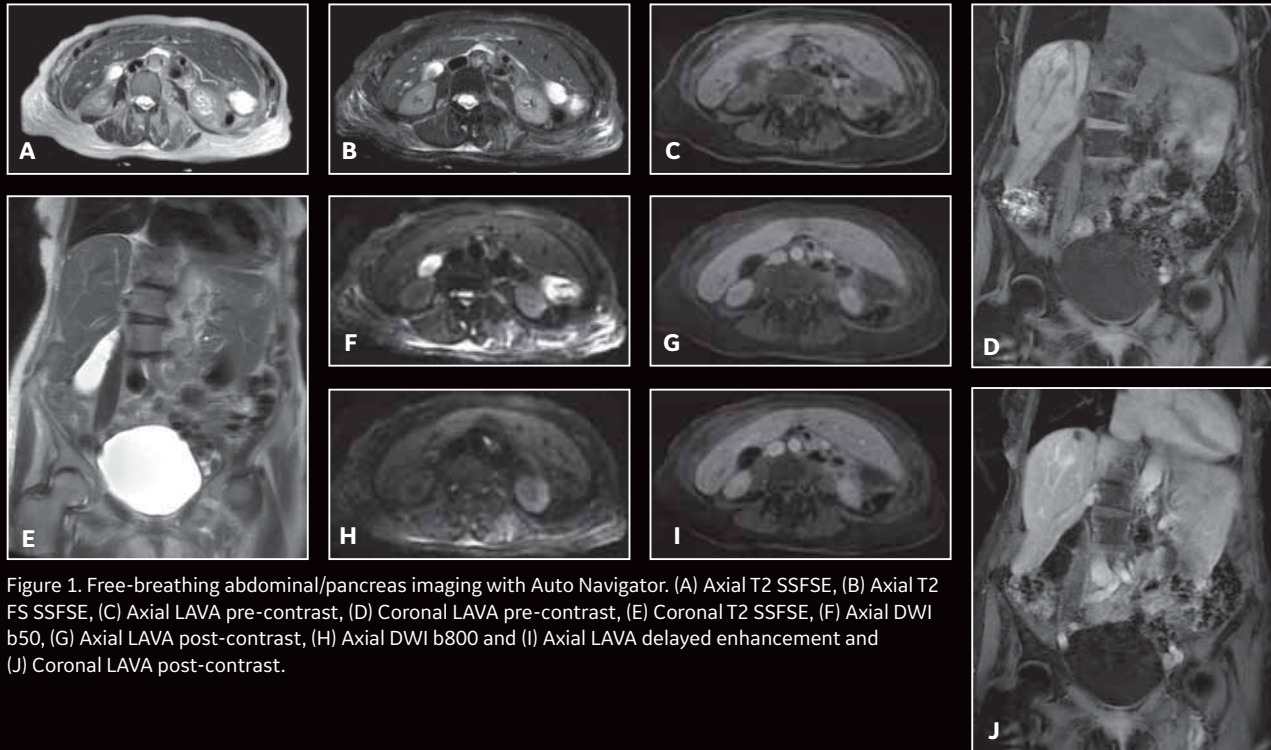 A
B
C
D
E
F
G
H
I
J
Figure 1. Free-breathing abdominal/pancreas imaging with Auto Navigator. (A) Axial T2 SSFSE, (B) Axial T2
FS SSFSE, (C) Axial LAVA pre-contrast, (D) Coronal LAVA pre-contrast, (E) Coronal T2 SSFSE, (F) Axial DWI
b50, (G) Axial LAVA post-contrast, (H) Axial DWI b800 and (I) Axial LAVA delayed enhancement and
(J) Coronal LAVA post-contrast.